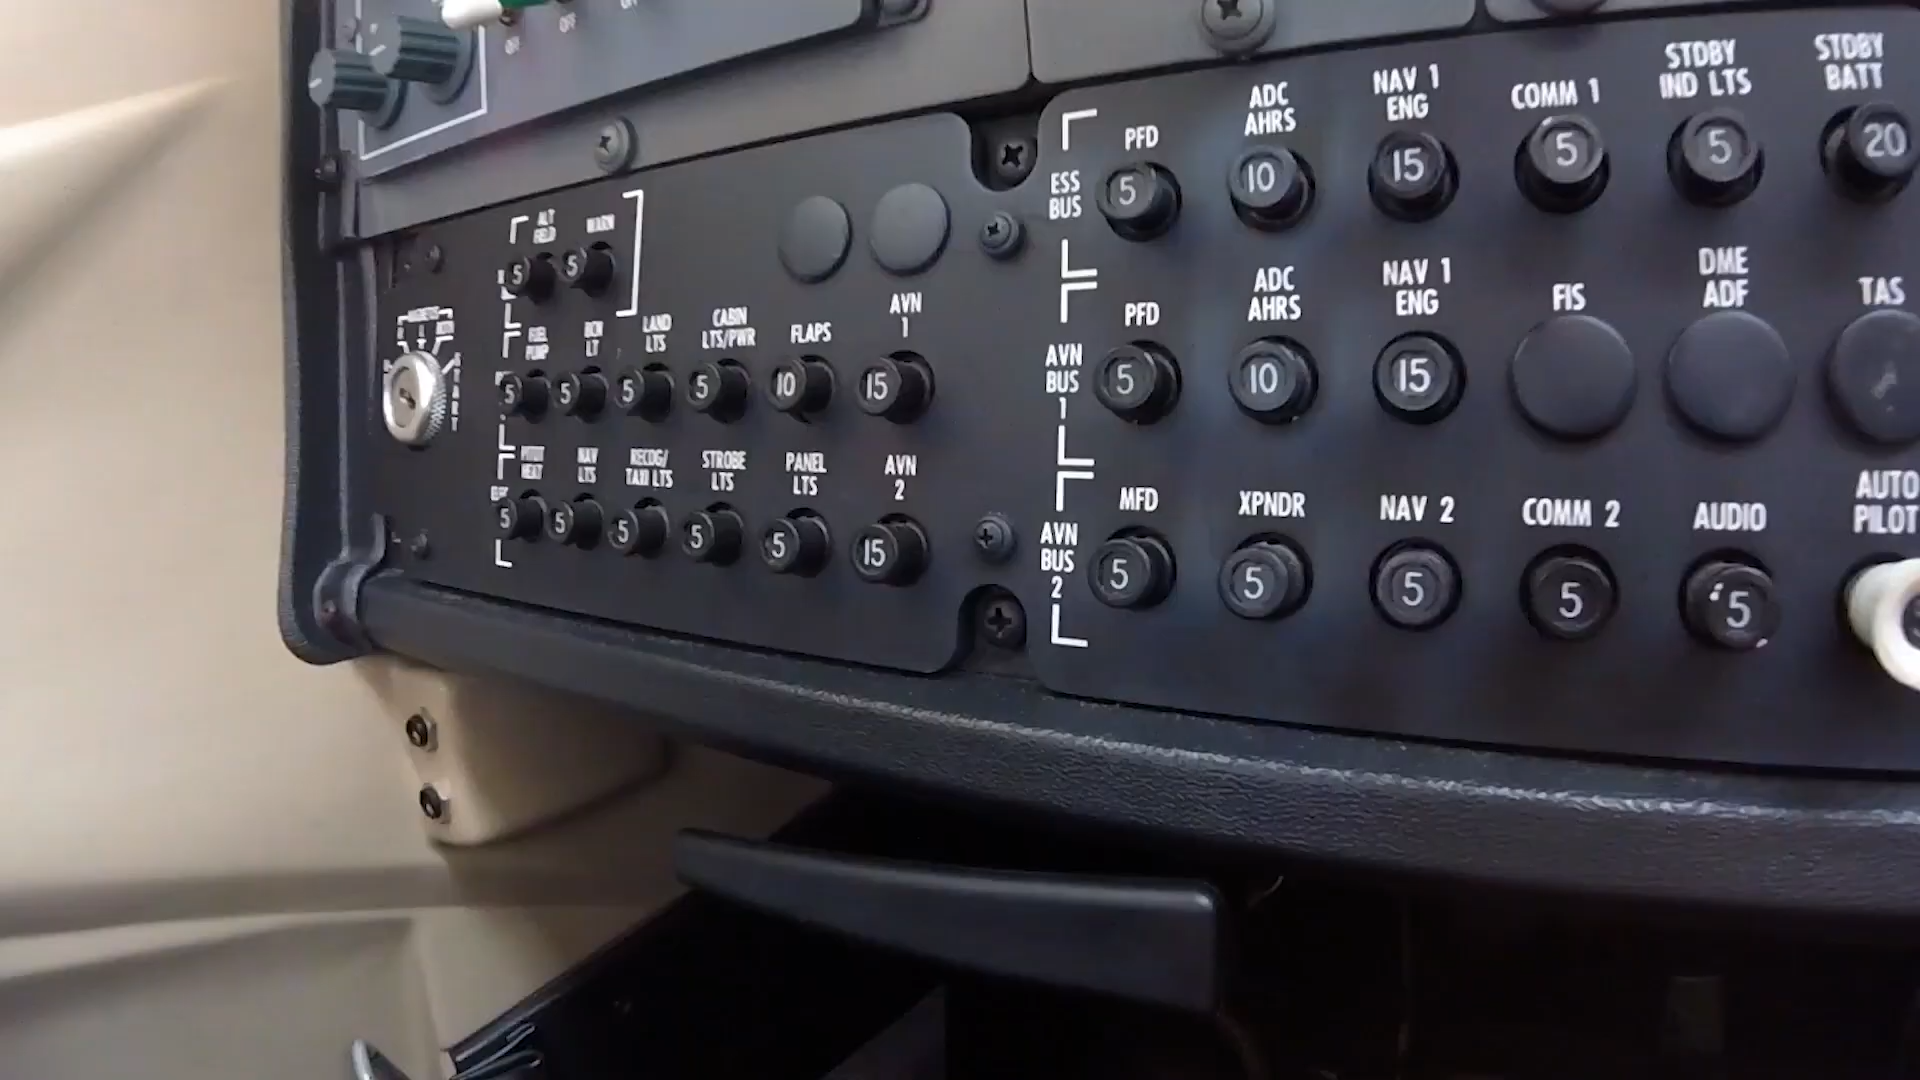 OFF
STDBY
IND LTS
STDBY
BATT
NAV 1
ENG
ADC
AHRS
COMM 1
PFD
ESS
BUS
5
10
15
5
5
20
ALT
FIELD
WARN
5
5
MAGNETOS
START
FUEL
PUMP
BCN
LT
LAND
LTS
CABIN
LTS/PWR
FLAPS
AVN
1
5
5
5
5
10
15
PITOT
HEAT
NAV
LTS
RECOG/
TAXI LTS
STROBE
LTS
PANEL
LTS
AVN
2
ELEC
5
5
5
5
5
15
PFD
ADC
AHRS
NAV 1
ENG
FIS
DME
ADF
TAS
AVN
BUS
1
5
10
15
MFD
XPNDR
NAV 2
COMM 2
AUDIO
AUTO
PILOT
AVN
BUS
2
5
5
5
5
5